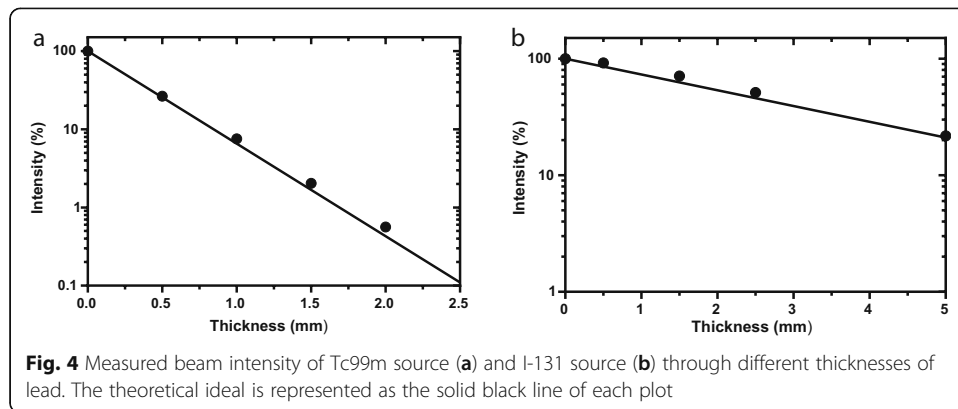 a
Intensity (%)
100
10
1
0.1
0.0 0.5 1.0 1.5 2.0 2.5
Thickness (mm)
b
Intensity (%)
100
10
1
0 1 2 3 4 5
Thickness (mm)
Fig. 4 Measured beam intensity of Tc99m source (a) and I-131 source (b) through different thicknesses of
lead. The theoretical ideal is represented as the solid black line of each plot